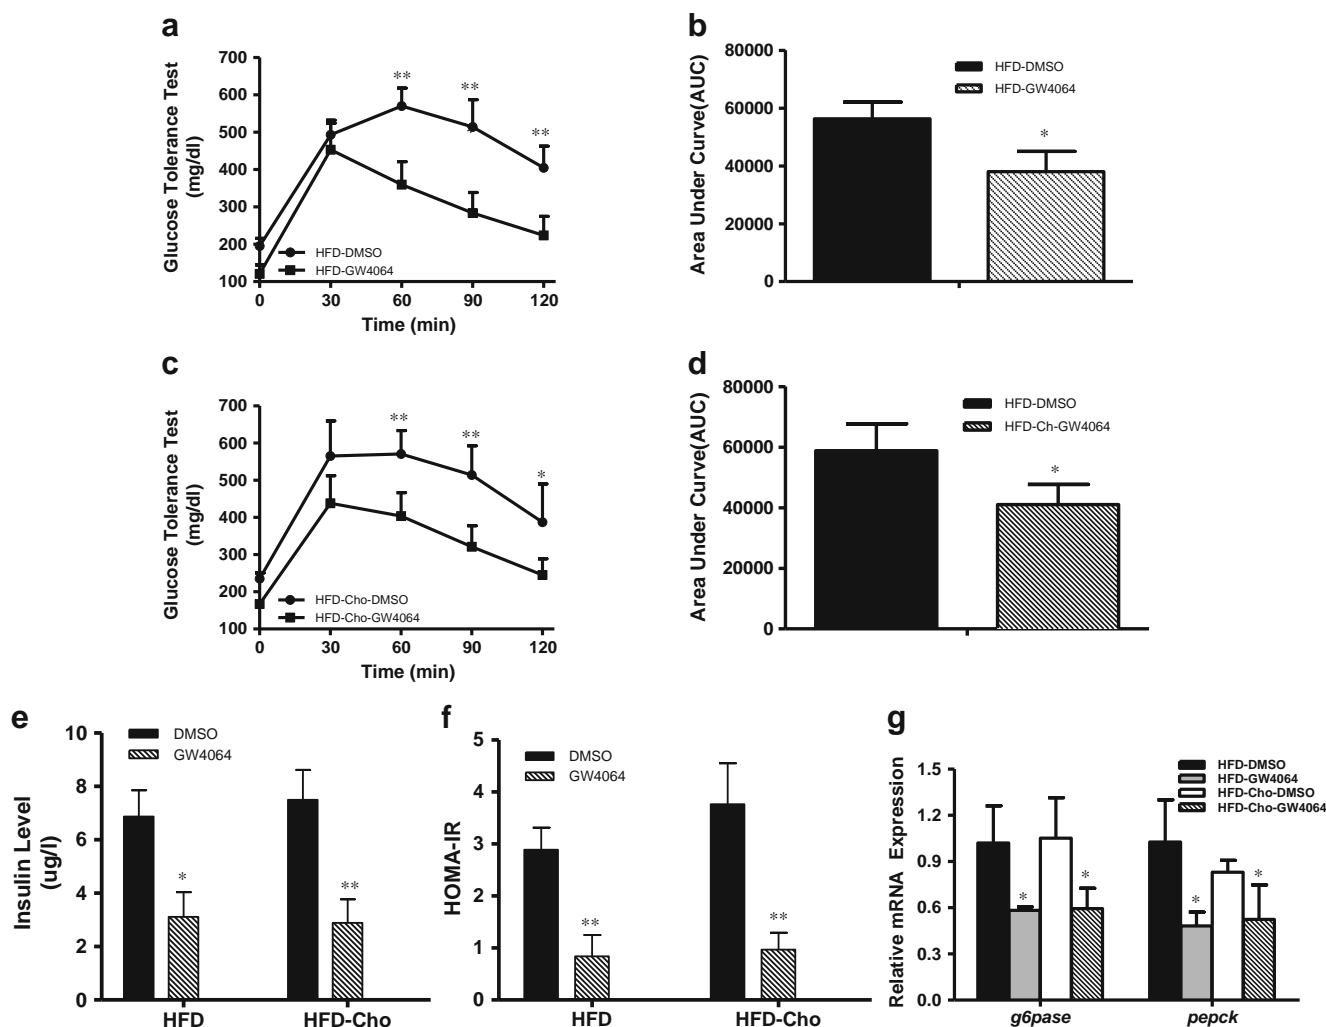 a
Glucose Tolerance Test
(mg/dl)
700
600
500
400
300
200
100
** ** **
HFD-DMSO
HFD-GW4064
0 30 60 90 120
Time (min)
b
Area Under Curve(AUC)
80000
60000
40000
20000
0
HFD-DMSO
HFD-GW4064
*
c
Glucose Tolerance Test
(mg/dl)
700
600
500
400
300
200
100
** ** *
HFD-Cho-DMSO
HFD-Cho-GW4064
0 30 60 90 120
Time (min)
d
Area Under Curve(AUC)
80000
60000
40000
20000
0
HFD-DMSO
HFD-Ch-GW4064
*
e
Insulin Level
(ug/l)
10
8
6
4
2
0
DMSO
GW4064
* **
HFD HFD-Cho
f
HOMA-IR
5
4
3
2
1
0
DMSO
GW4064
** **
HFD HFD-Cho
g
Relative mRNA Expression
1.5
1.2
0.9
0.6
0.3
0.0
HFD-DMSO
HFD-GW4064
HFD-Cho-DMSO
HFD-Cho-GW4064
* * * *
g6pase pepck